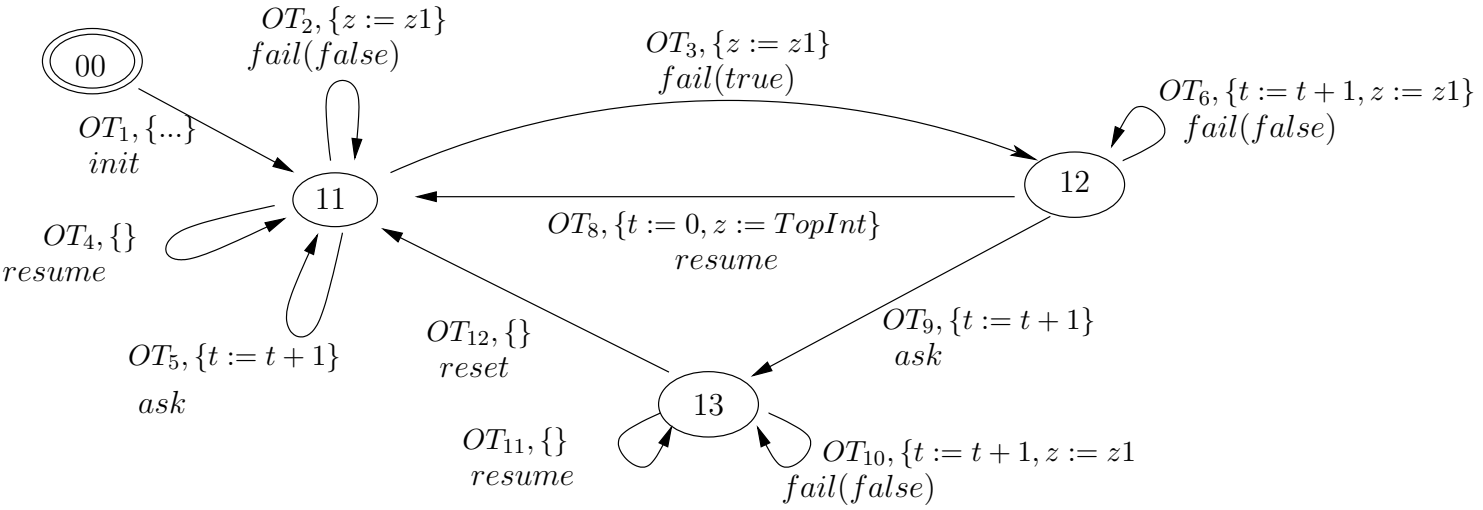 OT₂, {z := z1}
fail(false)
00
OT₃, {z := z1}
fail(true)
OT₆, {t := t + 1, z := z1}
fail(false)
OT₁, {...}
init
11
12
OT₄, {}
resume
OT₈, {t := 0, z := TopInt}
resume
OT₅, {t := t + 1}
ask
OT₁₂, {}
reset
OT₉, {t := t + 1}
ask
13
OT₁₁, {}
resume
OT₁₀, {t := t + 1, z := z1
fail(false)